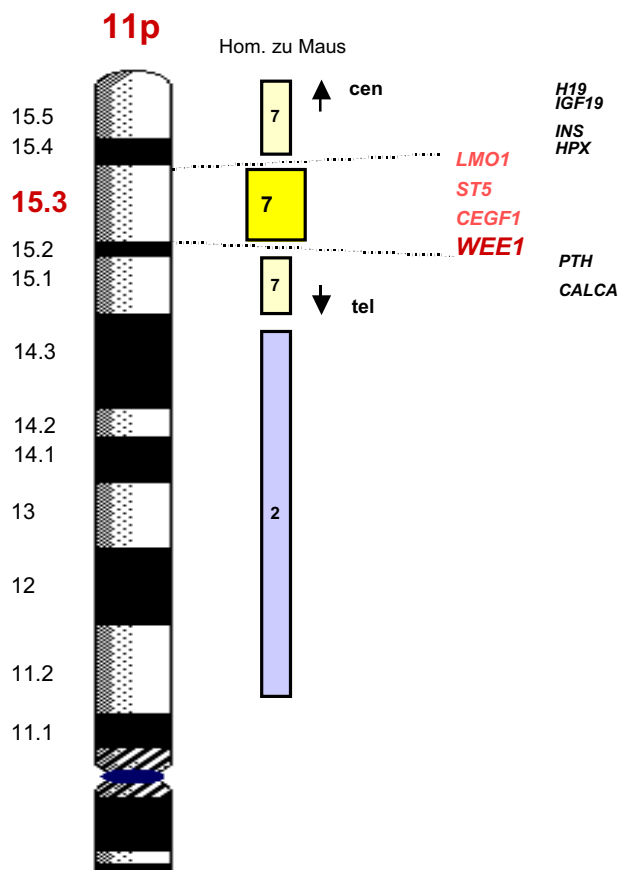 11p
Hom. zu Maus
cen
H19
IGF19
15.5
7
INS
15.4
HPX
LMO1
15.3
7
ST5
CEGF1
WEE1
15.2
PTH
15.1
7
CALCA
tel
14.3
14.2
14.1
13
2
12
11.2
11.1